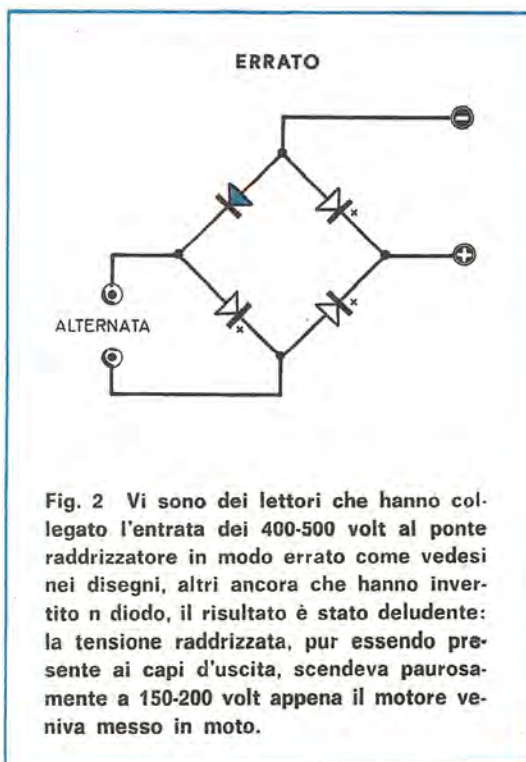 ERRATO
ALTERNATA
Fig. 2 Vi sono dei lettori che hanno col-
legato l'entrata dei 400-500 volt al ponte
raddrizzatore in modo errato come vedesi
nei disegni, altri ancora che hanno inver-
tito n diodo, il risultato è stato deludente:
la tensione raddrizzata, pur essendo pre-
sente ai capi d'uscita, scendeva paurosa-
mente a 150-200 volt appena il motore ve-
niva messo in moto.